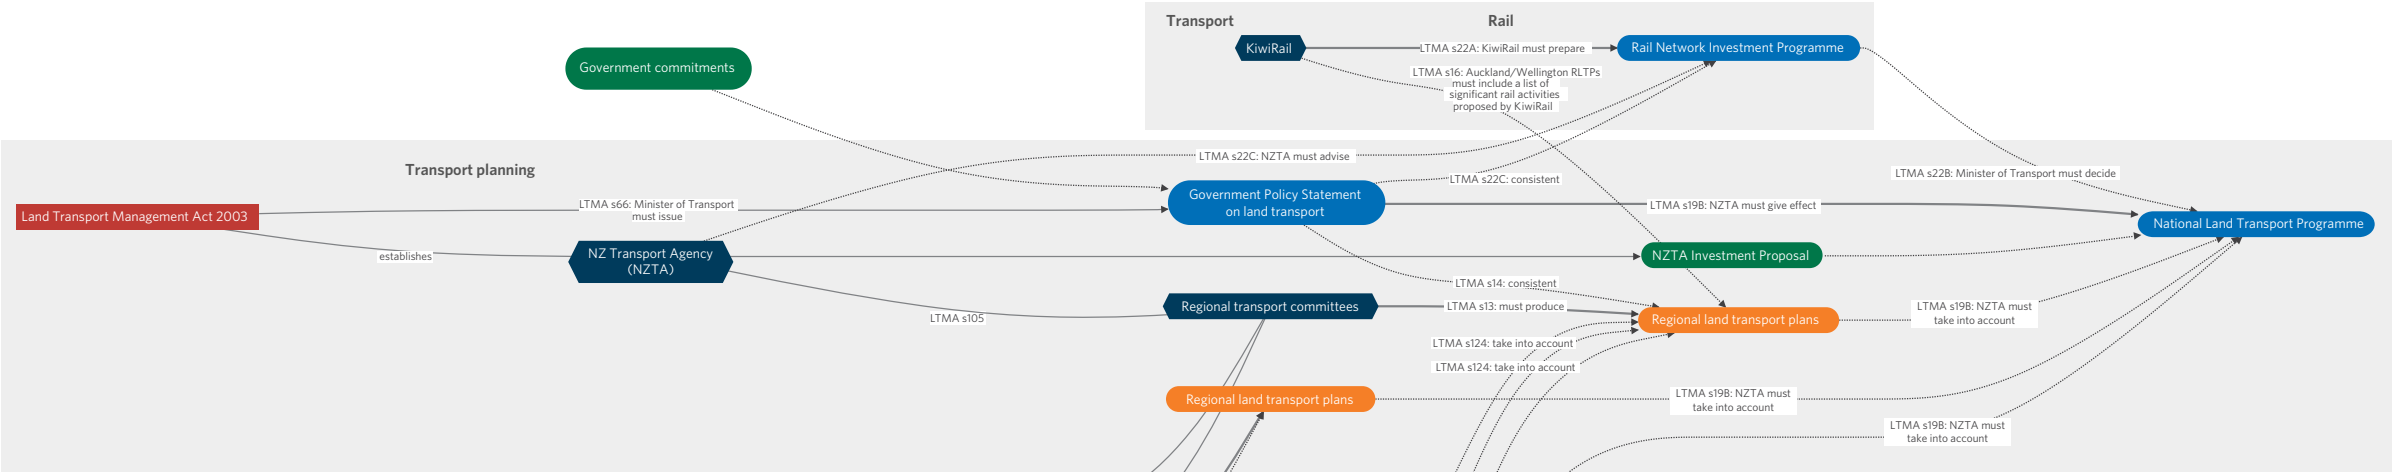 Transport
Rail
KiwiRail
LTMA s22A: KiwiRail must prepare
Rail Network Investment Programme
Government commitments
LTMA s16: Auckland/Wellington RLTPs
must include a list of
significant rail activities
proposed by KiwiRail
Transport planning
LTMA s22C: NZTA must advise
LTMA s22C: consistent
LTMA s22B: Minister of Transport must decide
Land Transport Management Act 2003
LTMA s66: Minister of Transport
must issue
Government Policy Statement
on land transport
LTMA s19B: NZTA must give effect
National Land Transport Programme
establishes
NZ Transport Agency
(NZTA)
NZTA Investment Proposal
LTMA s14: consistent
Regional transport committees
LTMA s13: must produce
LTMA s105
Regional land transport plans
LTMA s19B: NZTA must
take into account
LTMA s124: take into account
LTMA s124: take into account
Regional land transport plans
LTMA s19B: NZTA must
take into account
LTMA s19B: NZTA must
take into account